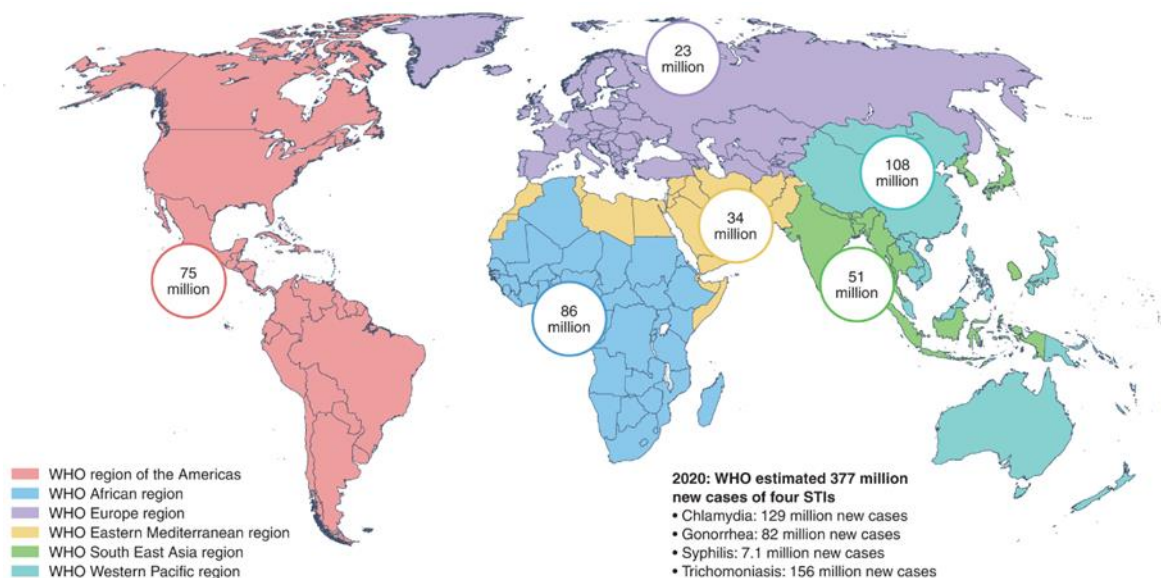 23
million
108
million
34
million
75
million
51
million
86
million
WHO region of the Americas
WHO African region
WHO Europe region
WHO Eastern Mediterranean region
WHO South East Asia region
WHO Western Pacific region
2020: WHO estimated 377 million
new cases of four STIs
• Chlamydia: 129 million new cases
• Gonorrhea: 82 million new cases
• Syphilis: 7.1 million new cases
• Trichomoniasis: 156 million new cases